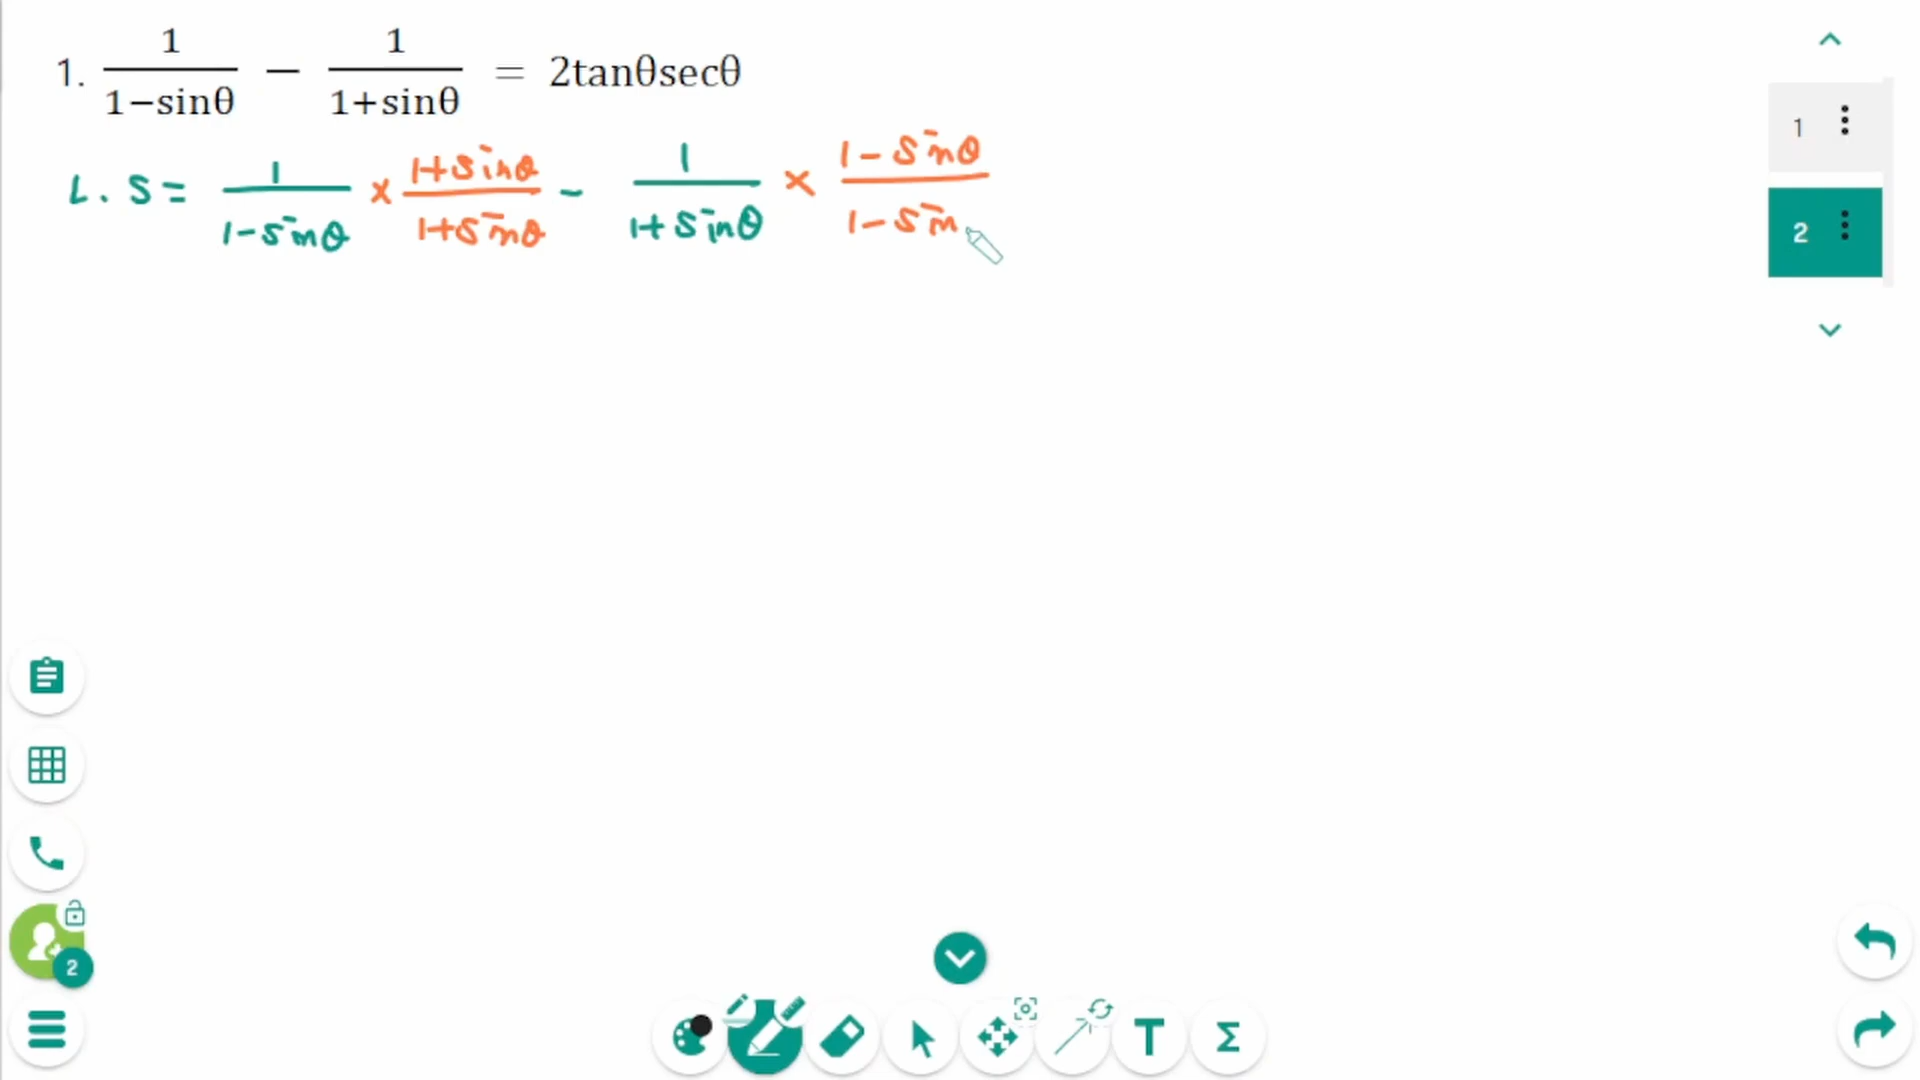 1. 1/(1−sinθ) − 1/(1+sinθ) = 2tanθsecθ
L.S = 1/(1-sinθ) × (1+sinθ)/(1+sinθ) - 1/(1+sinθ) × (1-sinθ)/(1-sin
1
2
2
T
Σ